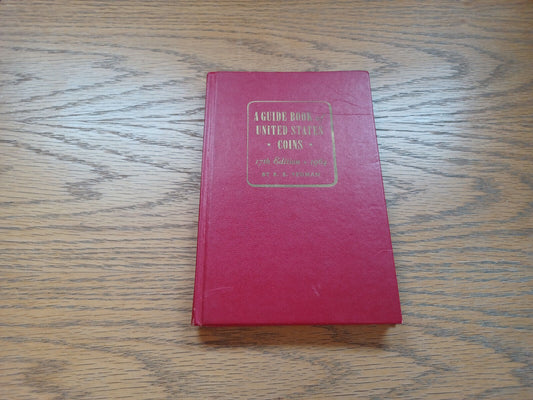 A GUIDE BOOK of
UNITED STATES
• COINS •
17th Edition • 1964
BY R. S. YEOMAN